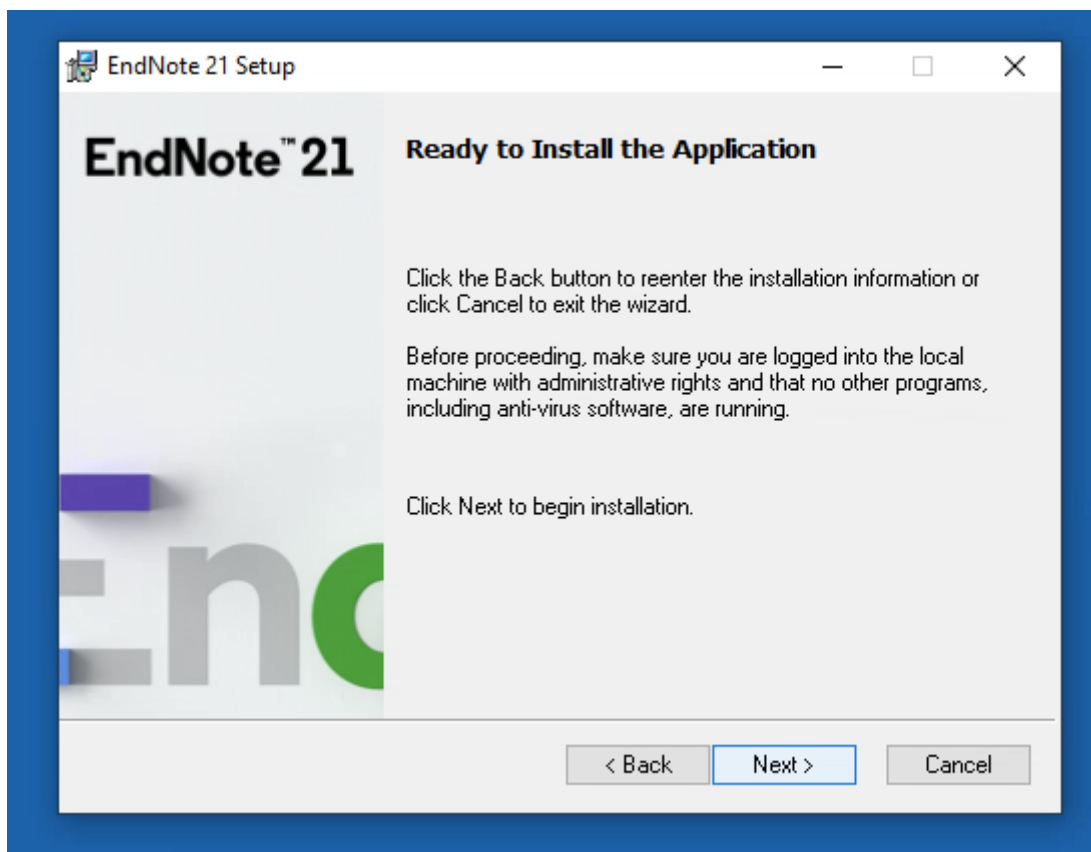 EndNote 21 Setup
EndNote™21
Ready to Install the Application
Click the Back button to reenter the installation information or
click Cancel to exit the wizard.
Before proceeding, make sure you are logged into the local
machine with administrative rights and that no other programs,
including anti-virus software, are running.
Click Next to begin installation.
En
< Back
Next >
Cancel